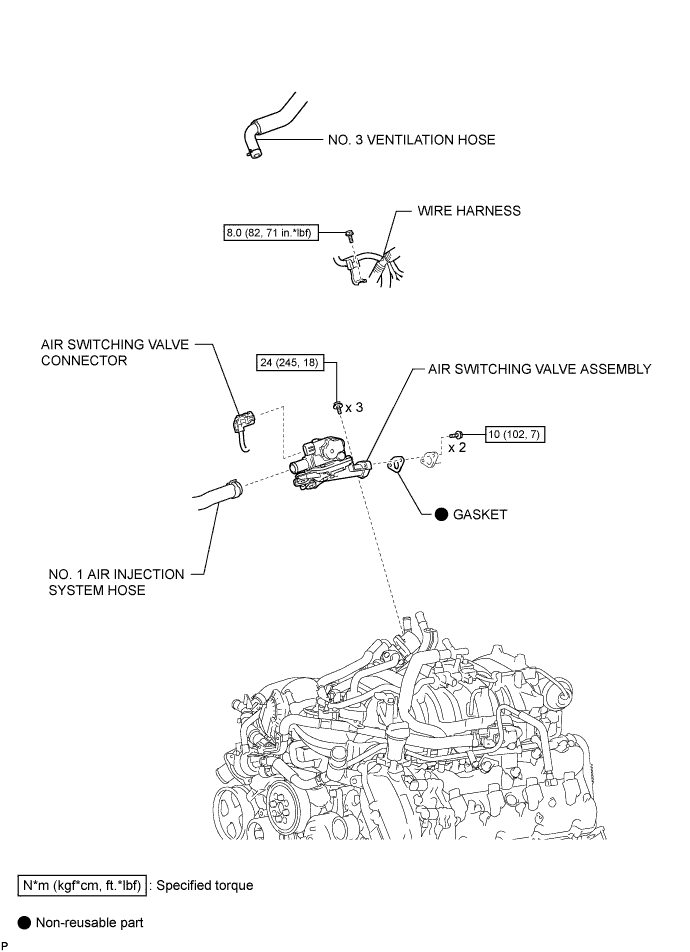 NO. 3 VENTILATION HOSE
WIRE HARNESS
8.0 (82, 71 in.*lbf)
AIR SWITCHING VALVE
CONNECTOR
24 (245, 18)
AIR SWITCHING VALVE ASSEMBLY
x 3
10 (102, 7)
x 2
GASKET
NO. 1 AIR INJECTION
SYSTEM HOSE
N*m (kgf*cm, ft.*lbf) : Specified torque
Non-reusable part
P